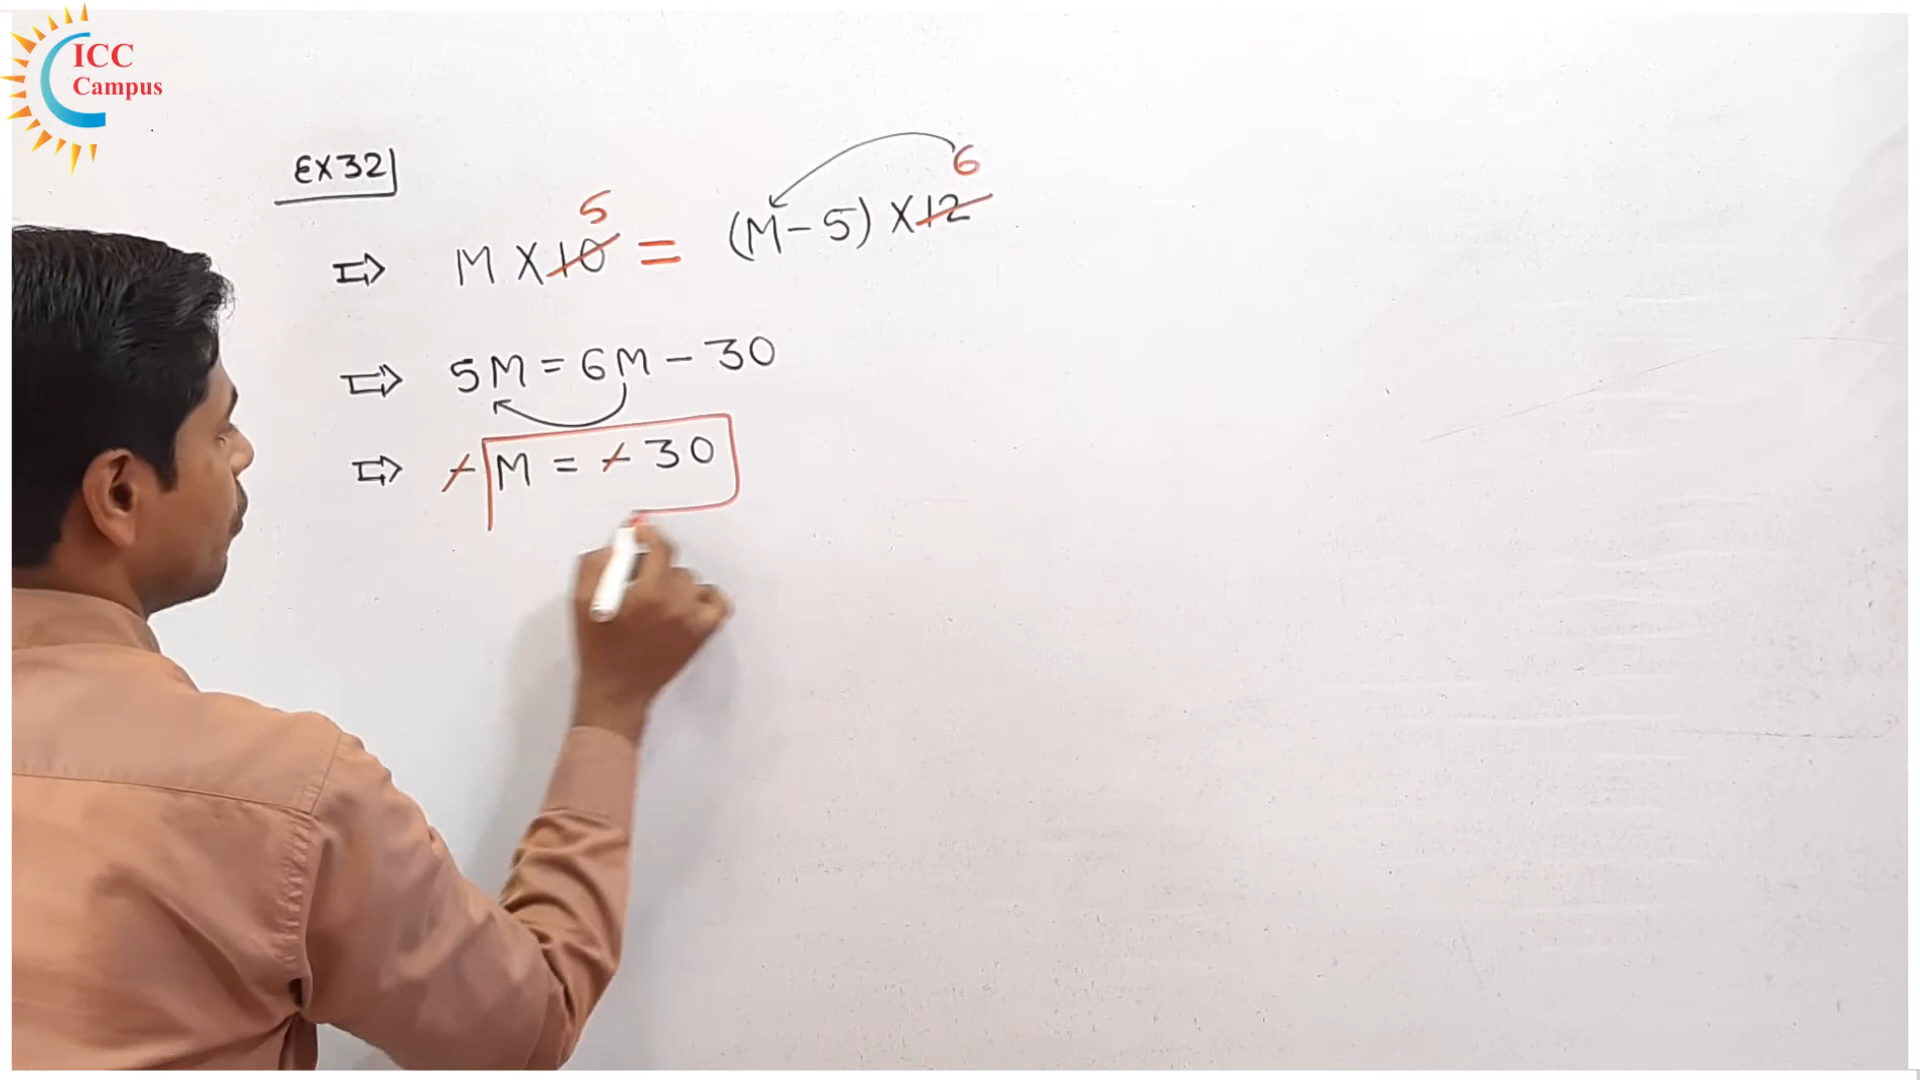 ICC
Campus
EX32
⇒ M X 10 5 = (M-5) X 12 6
⇒ 5M = 6M - 30
⇒ - M = - 30